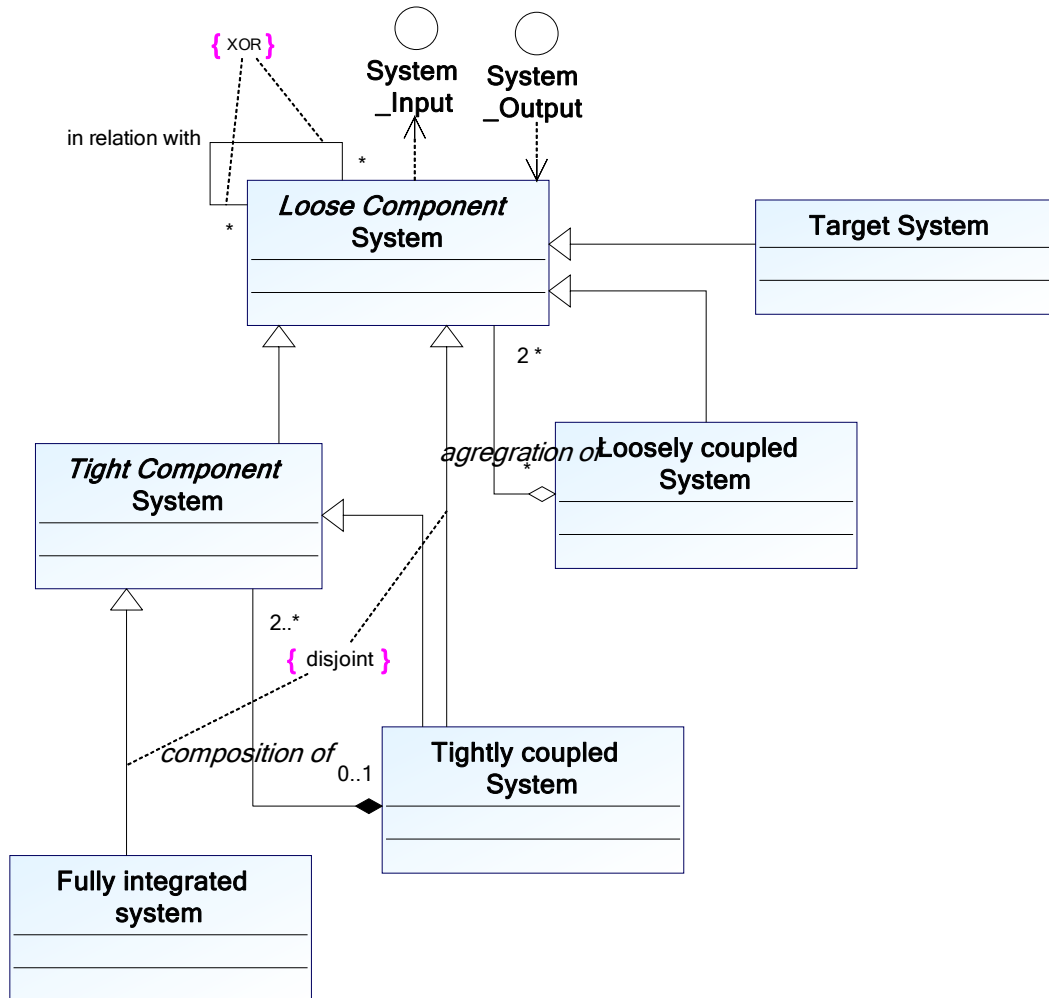 { XOR }
System
_Input
System
_Output
in relation with
*
*
Loose Component
System
Target System
2 *
agregration of
*
Loosely coupled
System
Tight Component
System
2..*
{ disjoint }
composition of
0..1
Tightly coupled
System
Fully integrated
system